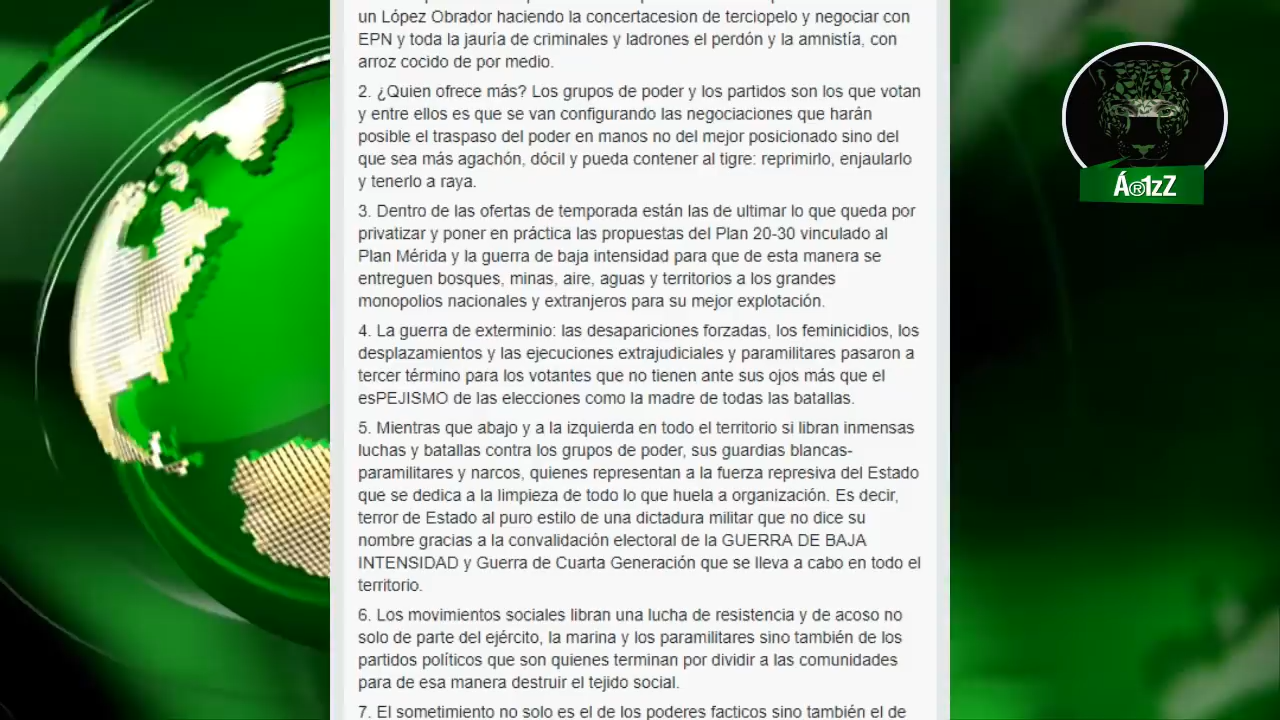 un López Obrador haciendo la concertacesion de terciopelo y negociar con
EPN y toda la jauría de criminales y ladrones el perdón y la amnistía, con
arroz cocido de por medio.
2. ¿Quien ofrece más? Los grupos de poder y los partidos son los que votan
y entre ellos es que se van configurando las negociaciones que harán
posible el traspaso del poder en manos no del mejor posicionado sino del
que sea más agachón, dócil y pueda contener al tigre: reprimirlo, enjaularlo
y tenerlo a raya.
3. Dentro de las ofertas de temporada están las de ultimar lo que queda por
privatizar y poner en práctica las propuestas del Plan 20-30 vinculado al
Plan Mérida y la guerra de baja intensidad para que de esta manera se
entreguen bosques, minas, aire, aguas y territorios a los grandes
monopolios nacionales y extranjeros para su mejor explotación.
4. La guerra de exterminio: las desapariciones forzadas, los feminicidios, los
desplazamientos y las ejecuciones extrajudiciales y paramilitares pasaron a
tercer término para los votantes que no tienen ante sus ojos más que el
esPEJISMO de las elecciones como la madre de todas las batallas.
5. Mientras que abajo y a la izquierda en todo el territorio si libran inmensas
luchas y batallas contra los grupos de poder, sus guardias blancas-
paramilitares y narcos, quienes representan a la fuerza represiva del Estado
que se dedica a la limpieza de todo lo que huela a organización. Es decir,
terror de Estado al puro estilo de una dictadura militar que no dice su
nombre gracias a la convalidación electoral de la GUERRA DE BAJA
INTENSIDAD y Guerra de Cuarta Generación que se lleva a cabo en todo el
territorio.
6. Los movimientos sociales libran una lucha de resistencia y de acoso no
solo de parte del ejército, la marina y los paramilitares sino también de los
partidos políticos que son quienes terminan por dividir a las comunidades
para de esa manera destruir el tejido social.
7. El sometimiento no solo es el de los poderes facticos sino también el de
Á®1zZ